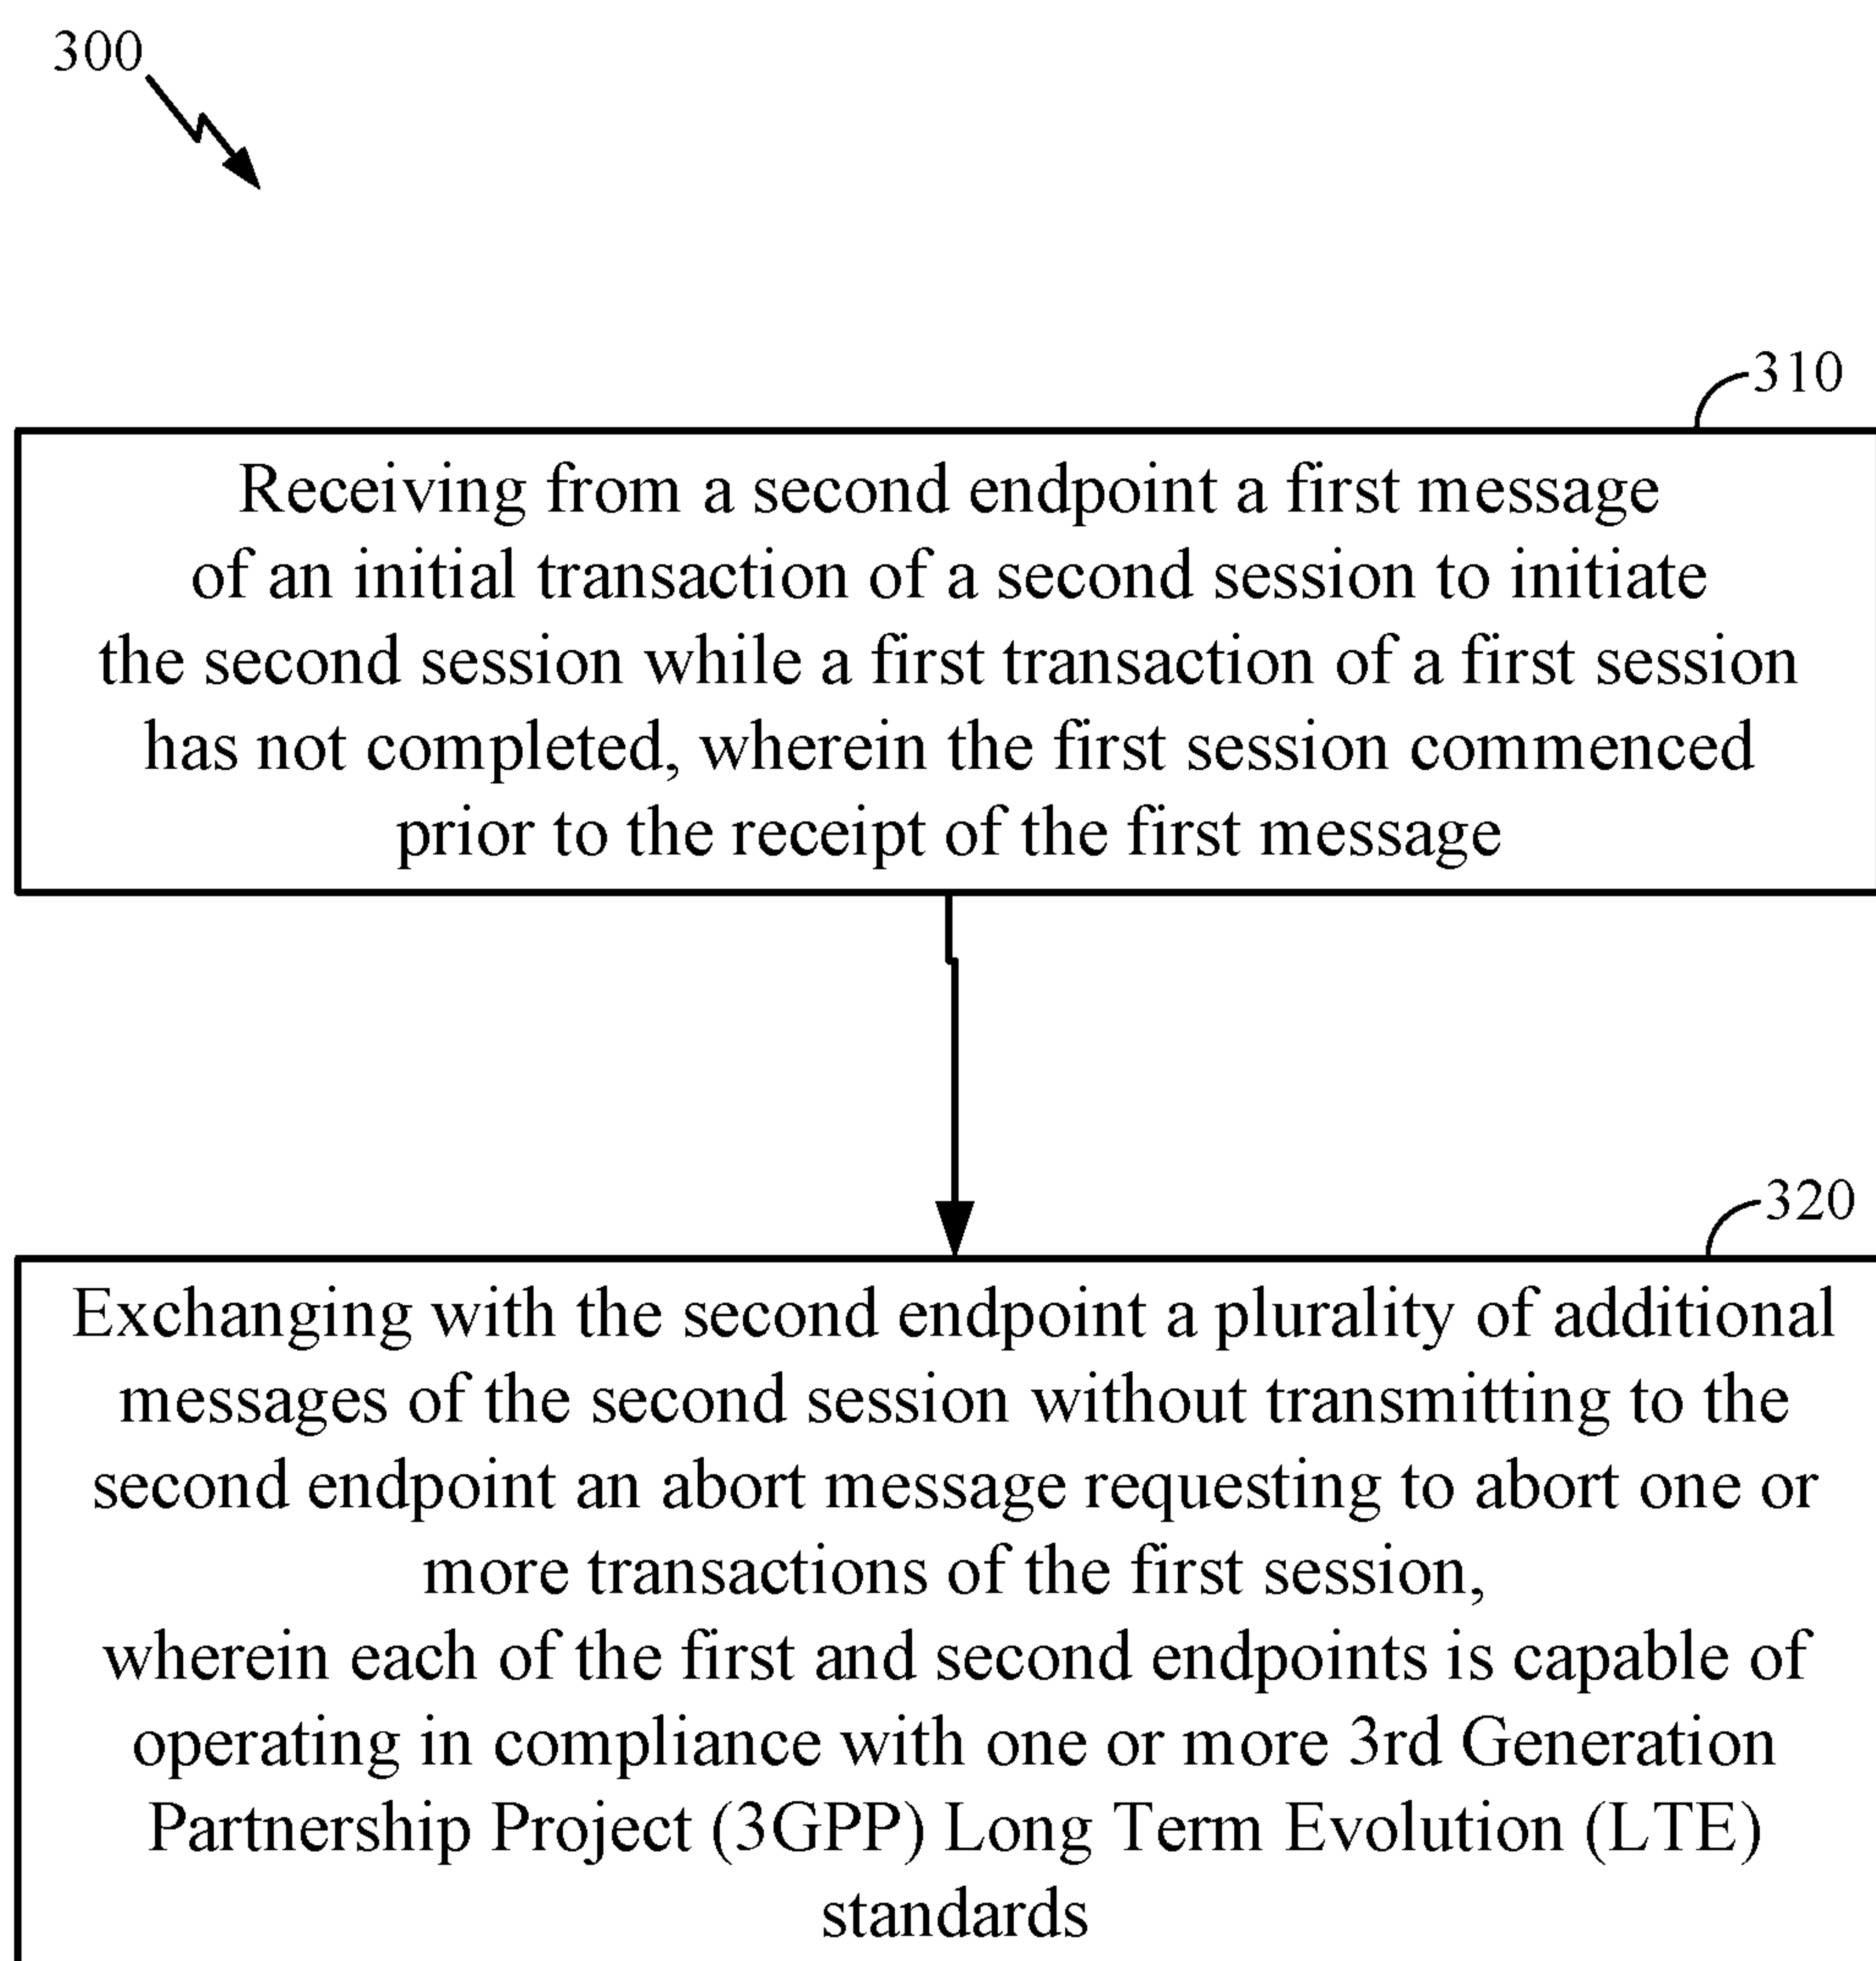 300
310
Receiving from a second endpoint a first message
of an initial transaction of a second session to initiate
the second session while a first transaction of a first session
has not completed, wherein the first session commenced
prior to the receipt of the first message
320
Exchanging with the second endpoint a plurality of additional
messages of the second session without transmitting to the
second endpoint an abort message requesting to abort one or
more transactions of the first session,
wherein each of the first and second endpoints is capable of
operating in compliance with one or more 3rd Generation
Partnership Project (3GPP) Long Term Evolution (LTE)
standards